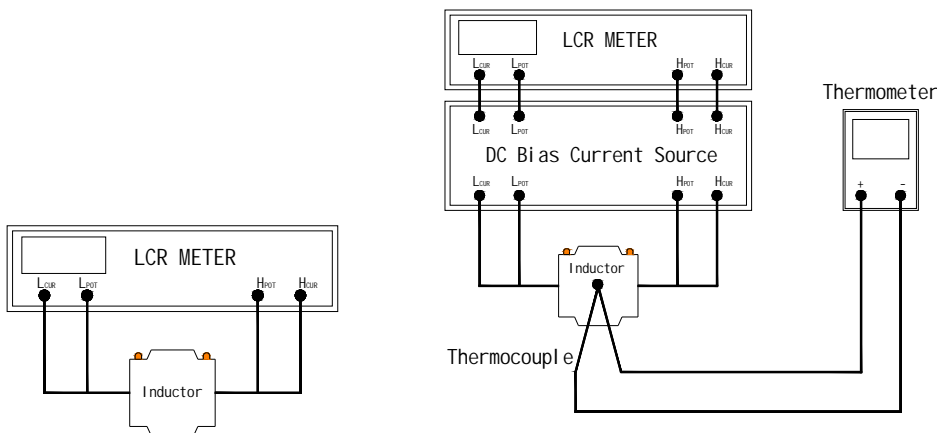 LCR METER
LCUR LPOT HPOT HCUR
LCUR LPOT HPOT HCUR
DC Bias Current Source
LCUR LPOT HPOT HCUR
Inductor
Thermocouple
Thermometer
+ -
LCR METER
LCUR LPOT HPOT HCUR
Inductor